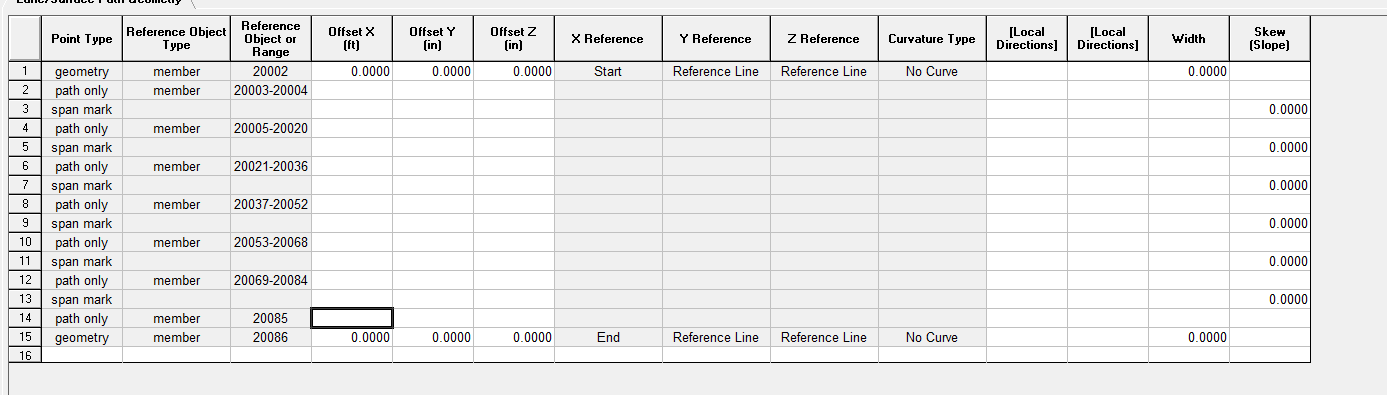 Lane/Surface Path Geometry
Point Type Reference Object Type Reference Object or Range Offset X (ft) Offset Y (in) Offset Z (in) X Reference Y Reference Z Reference Curvature Type [Local Directions] [Local Directions] Width Skew (Slope)
1 geometry member 20002 0.0000 0.0000 0.0000 Start Reference Line Reference Line No Curve 0.0000
2 path only member 20003-20004
3 span mark 0.0000
4 path only member 20005-20020
5 span mark 0.0000
6 path only member 20021-20036
7 span mark 0.0000
8 path only member 20037-20052
9 span mark 0.0000
10 path only member 20053-20068
11 span mark 0.0000
12 path only member 20069-20084
13 span mark 0.0000
14 path only member 20085
15 geometry member 20086 0.0000 0.0000 0.0000 End Reference Line Reference Line No Curve 0.0000
16